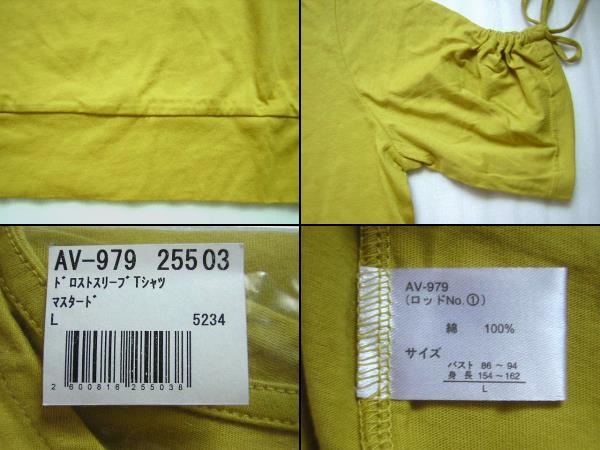 AV-979 25503
ﾄﾞﾛｽﾄｽﾘｰﾌﾞTｼｬﾂ
ﾏｽﾀｰﾄﾞ
L 5234
2 600816 255038
AV-979
(ロッドNo.①)
綿 100%
サイズ
バスト 86～94
身長 154～162
L